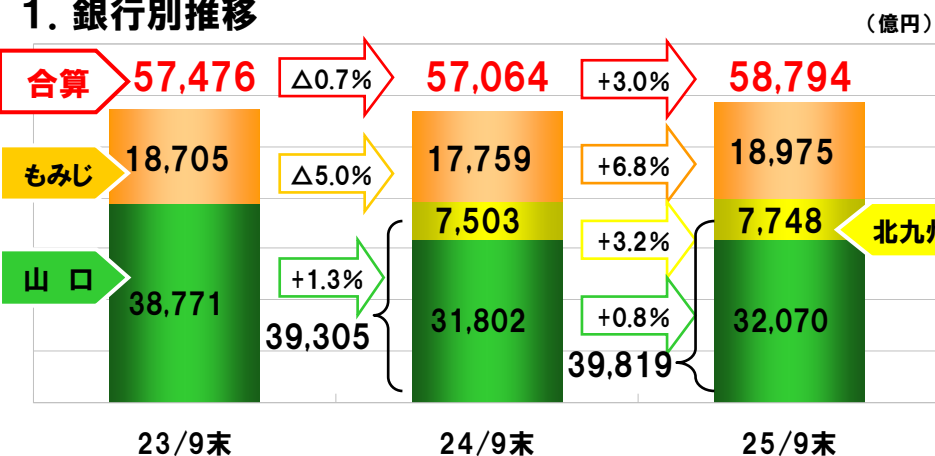 1. 銀行別推移
（億円）
合算
57,476
△0.7%
57,064
+3.0%
58,794
もみじ
18,705
△5.0%
17,759
+6.8%
18,975
7,503
+3.2%
7,748
北九州
山 口
38,771
+1.3%
39,305
31,802
+0.8%
39,819
32,070
23/9末
24/9末
25/9末